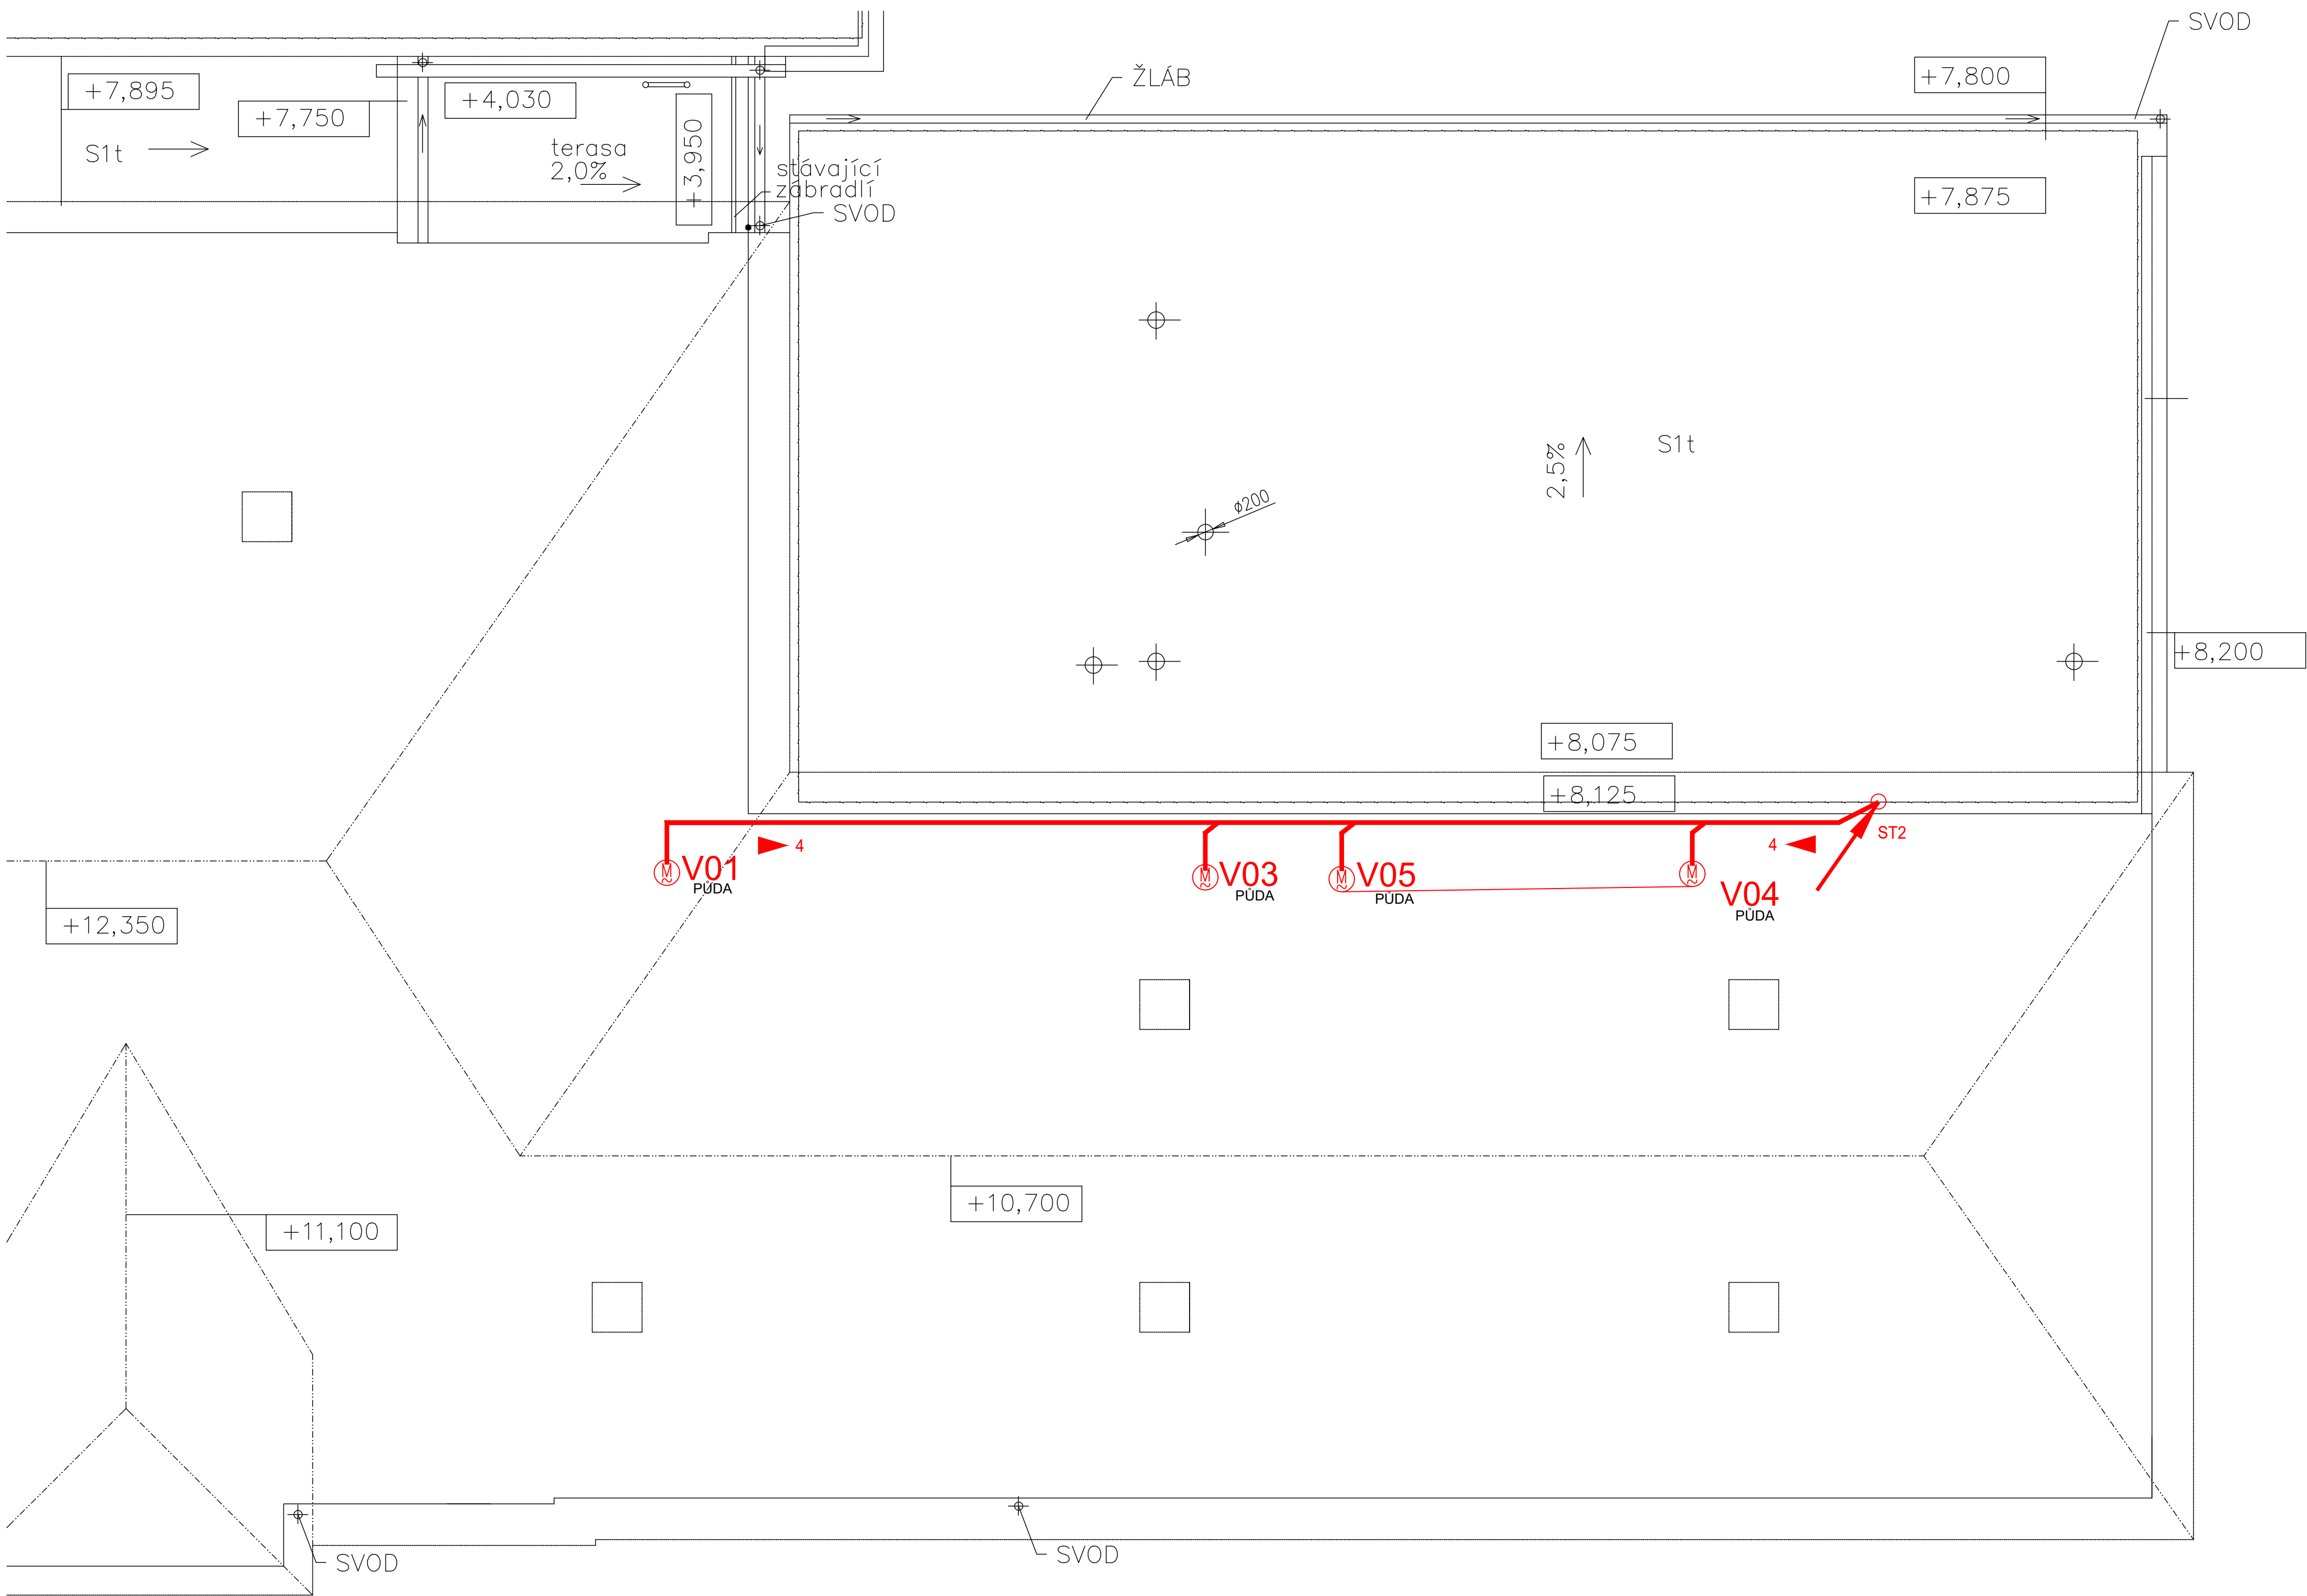 SVOD
ŽLÁB
+7,800
+7,895
+4,030
+7,750
+3,950
S1t
terasa
2,0%
stávající
zábradlí
SVOD
+7,875
2,5%
S1t
ø200
+8,200
+8,075
+8,125
ST2
4
4
M
~
V01
PŮDA
M
~
V03
PŮDA
M
~
V05
PŮDA
M
~
V04
PŮDA
+12,350
+10,700
+11,100
SVOD
SVOD